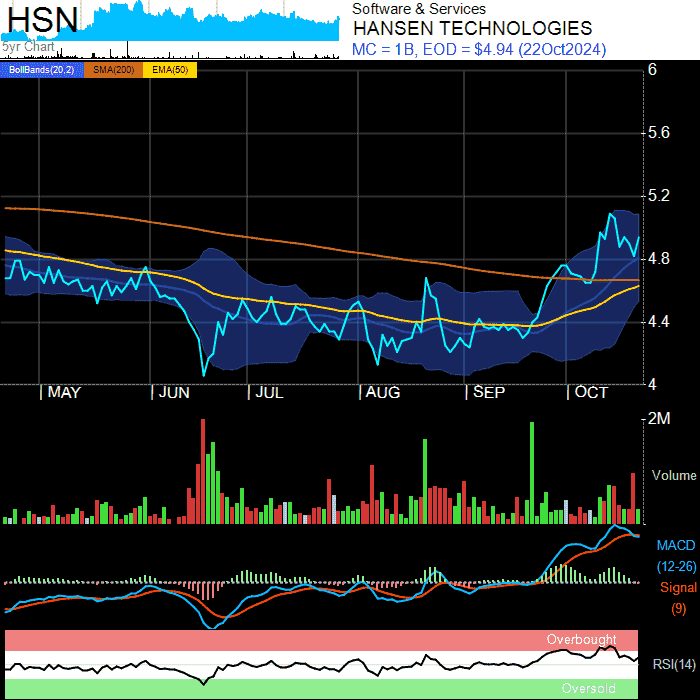 HSN
5yr Chart
Software & Services
HANSEN TECHNOLOGIES
MC = 1B, EOD = $4.94 (22Oct2024)
BollBands(20,2) SMA(200) EMA(50)
6
5.6
5.2
4.8
4.4
4
MAY JUN JUL AUG SEP OCT
2M
Volume
MACD
(12-26)
Signal
(9)
Overbought
RSI(14)
Oversold